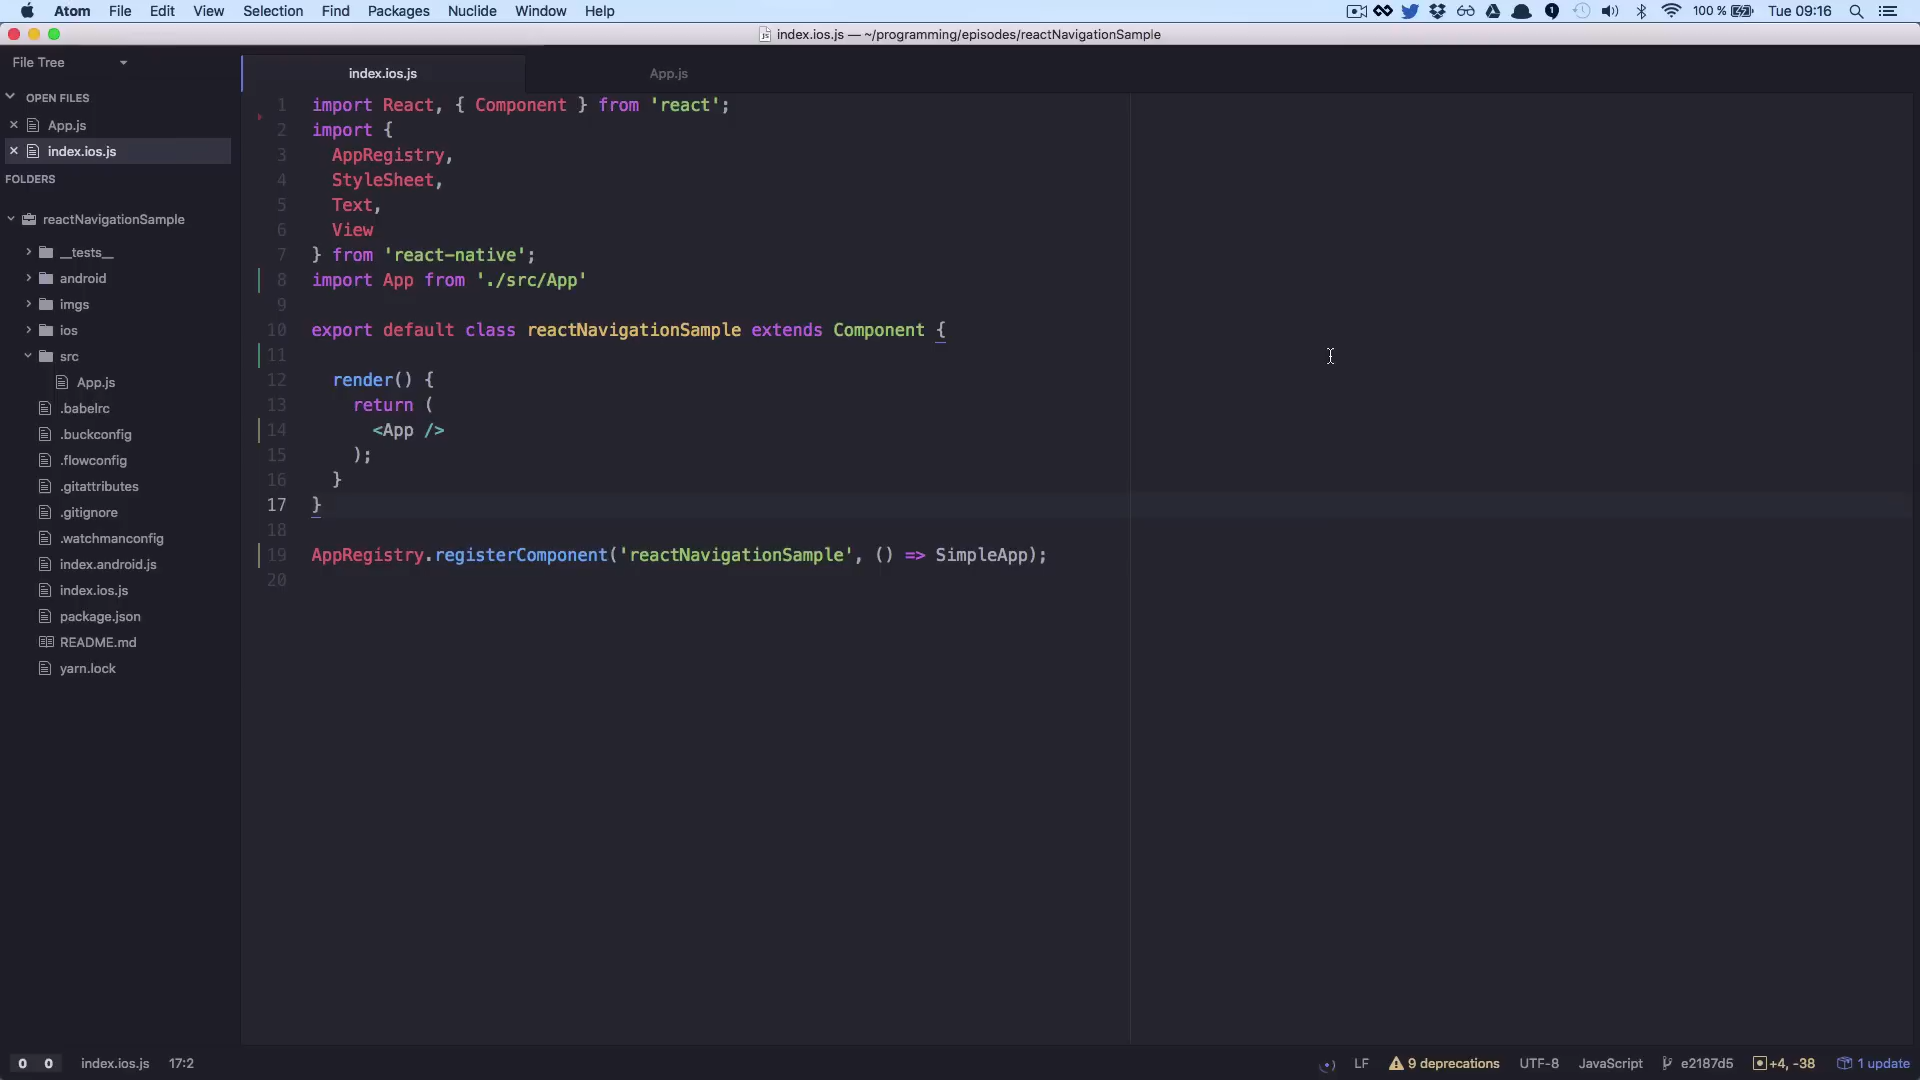 Atom File Edit View Selection Find Packages Nuclide Window Help 100 % Tue 09:16
index.ios.js — ~/programming/episodes/reactNavigationSample
File Tree
index.ios.js
App.js
OPEN FILES
App.js
index.ios.js
FOLDERS
reactNavigationSample
__tests__
android
imgs
ios
src
App.js
.babelrc
.buckconfig
.flowconfig
.gitattributes
.gitignore
.watchmanconfig
index.android.js
index.ios.js
package.json
README.md
yarn.lock
1 import React, { Component } from 'react';
2 import {
3 AppRegistry,
4 StyleSheet,
5 Text,
6 View
7 } from 'react-native';
8 import App from './src/App'
9
10 export default class reactNavigationSample extends Component {
11
12 render() {
13 return (
14 <App />
15 );
16 }
17 }
18
19 AppRegistry.registerComponent('reactNavigationSample', () => SimpleApp);
20
0 0 index.ios.js 17:2 LF 9 deprecations UTF-8 JavaScript e2187d5 +4, -38 1 update